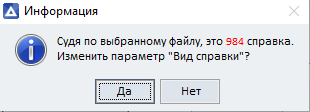 Информация
Судя по выбранному файлу, это 984 справка.
Изменить параметр "Вид справки"?
Да
Нет